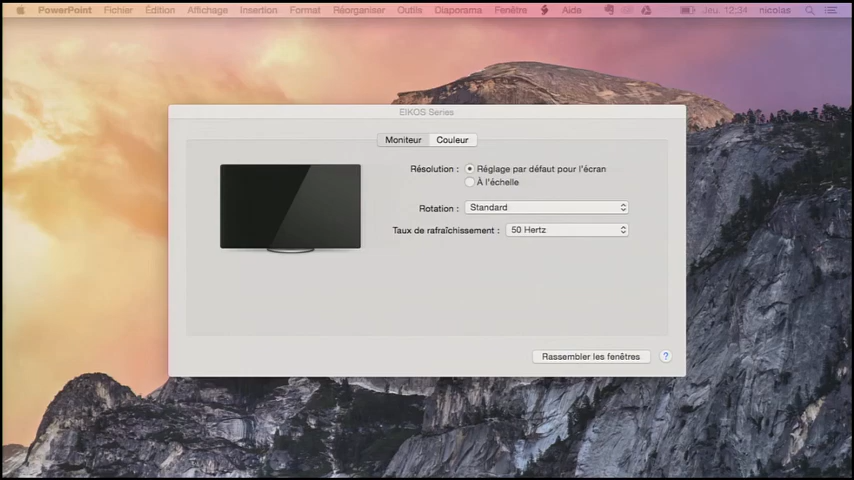 PowerPoint Fichier Édition Affichage Insertion Format Réorganiser Outils Diaporama Fenêtre Aide Jeu. 12:34 nicolas
EIKOS Series
Moniteur Couleur
Résolution : Réglage par défaut pour l'écran
À l'échelle
Rotation : Standard
Taux de rafraîchissement : 50 Hertz
Rassembler les fenêtres ?